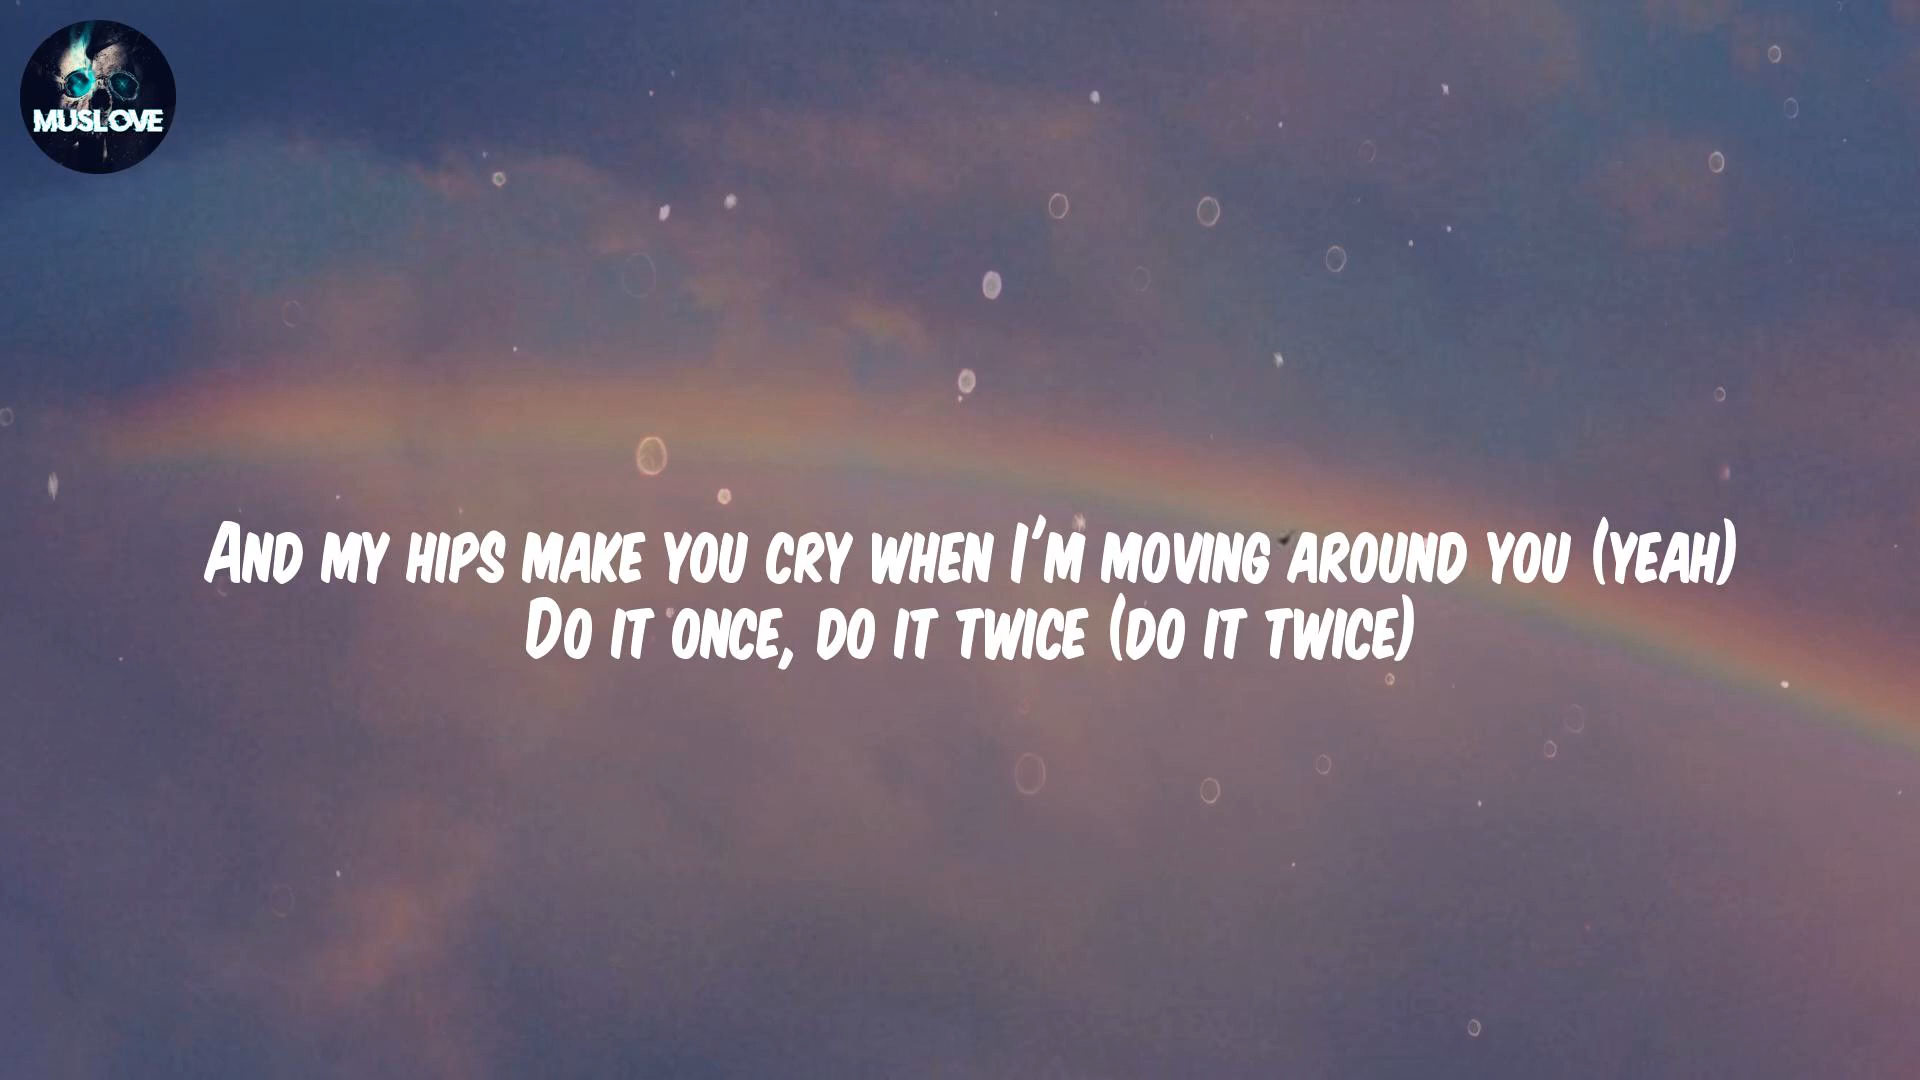 MUSLOVE
And my hips make you cry when I'm moving around you (yeah)
Do it once, do it twice (do it twice)